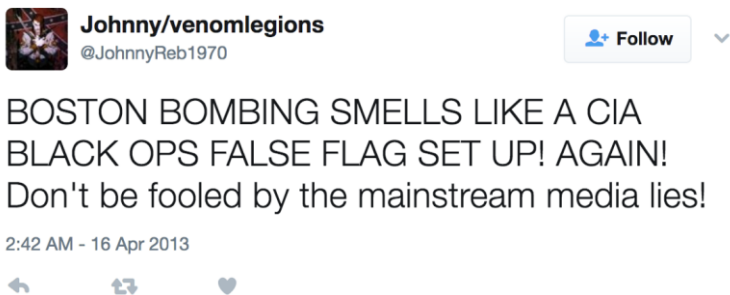 Johnny/venomlegions
@JohnnyReb1970
Follow
BOSTON BOMBING SMELLS LIKE A CIA
BLACK OPS FALSE FLAG SET UP! AGAIN!
Don't be fooled by the mainstream media lies!
2:42 AM - 16 Apr 2013